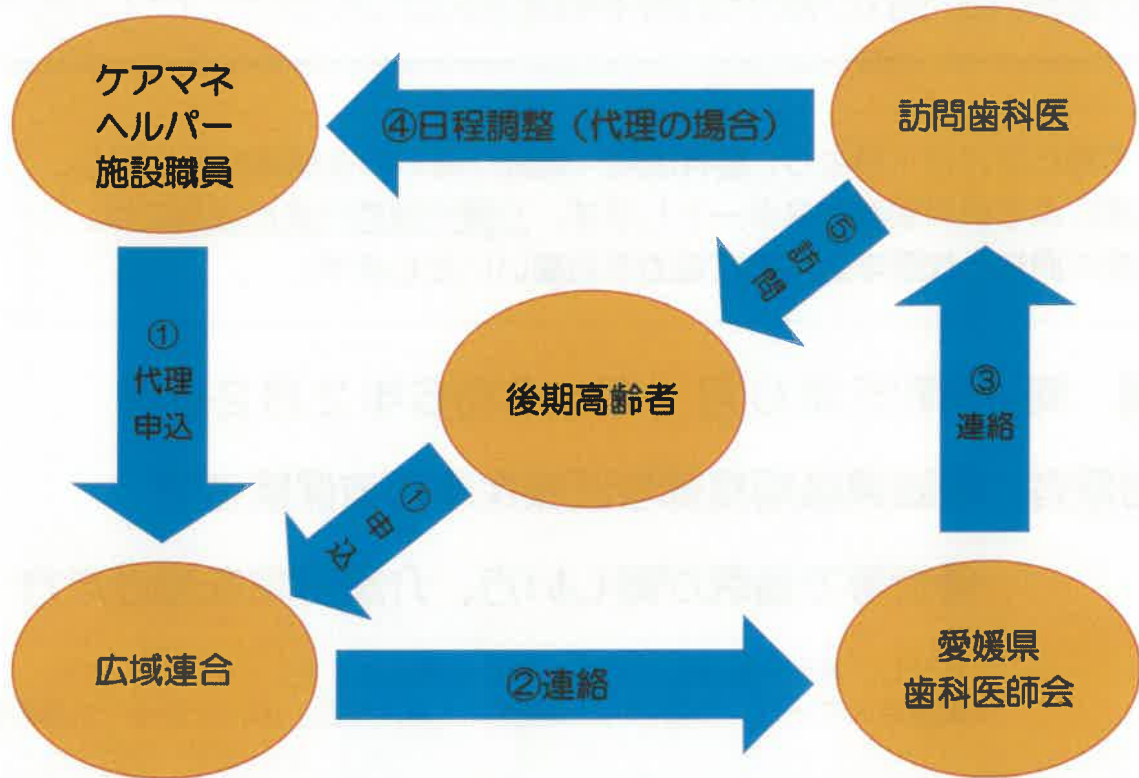 ケアマネ
ヘルパー
施設職員
④日程調整（代理の場合）
訪問歯科医
⑤訪問
①
代理
申込
後期高齢者
③
連絡
①申込
広域連合
②連絡
愛媛県
歯科医師会